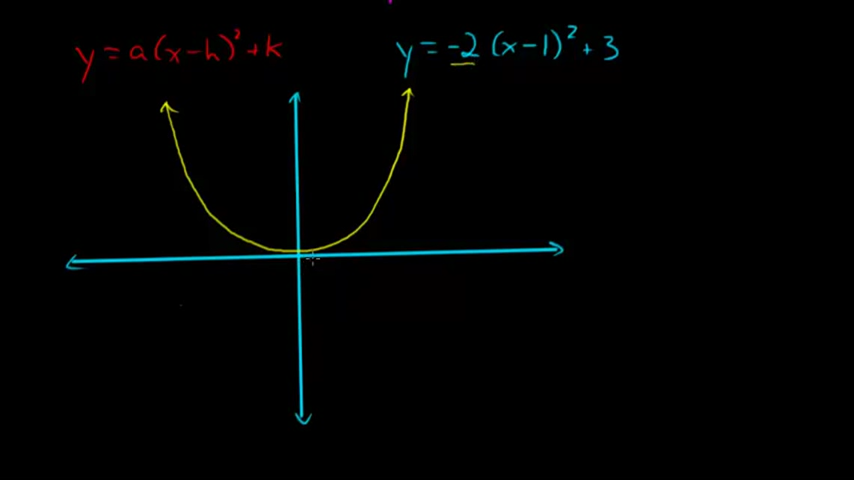 y = a(x-h)² + k
y = -2 (x-1)² + 3